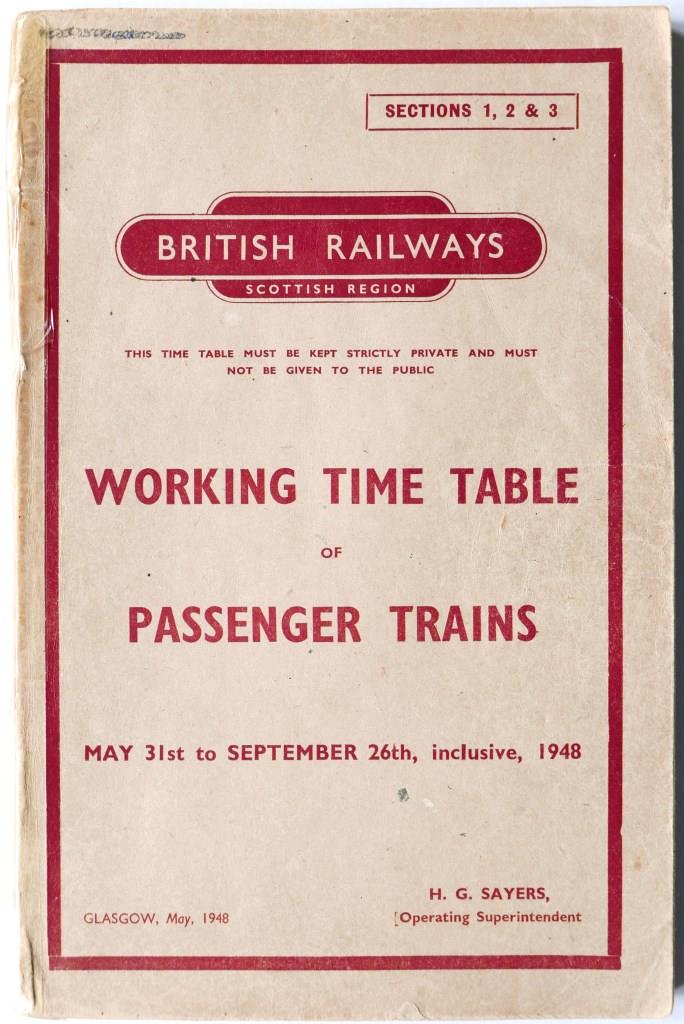 SECTIONS 1, 2 & 3
BRITISH RAILWAYS
SCOTTISH REGION
THIS TIME TABLE MUST BE KEPT STRICTLY PRIVATE AND MUST
NOT BE GIVEN TO THE PUBLIC
WORKING TIME TABLE
OF
PASSENGER TRAINS
MAY 31st to SEPTEMBER 26th, inclusive, 1948
H. G. SAYERS,
GLASGOW, May, 1948 [Operating Superintendent